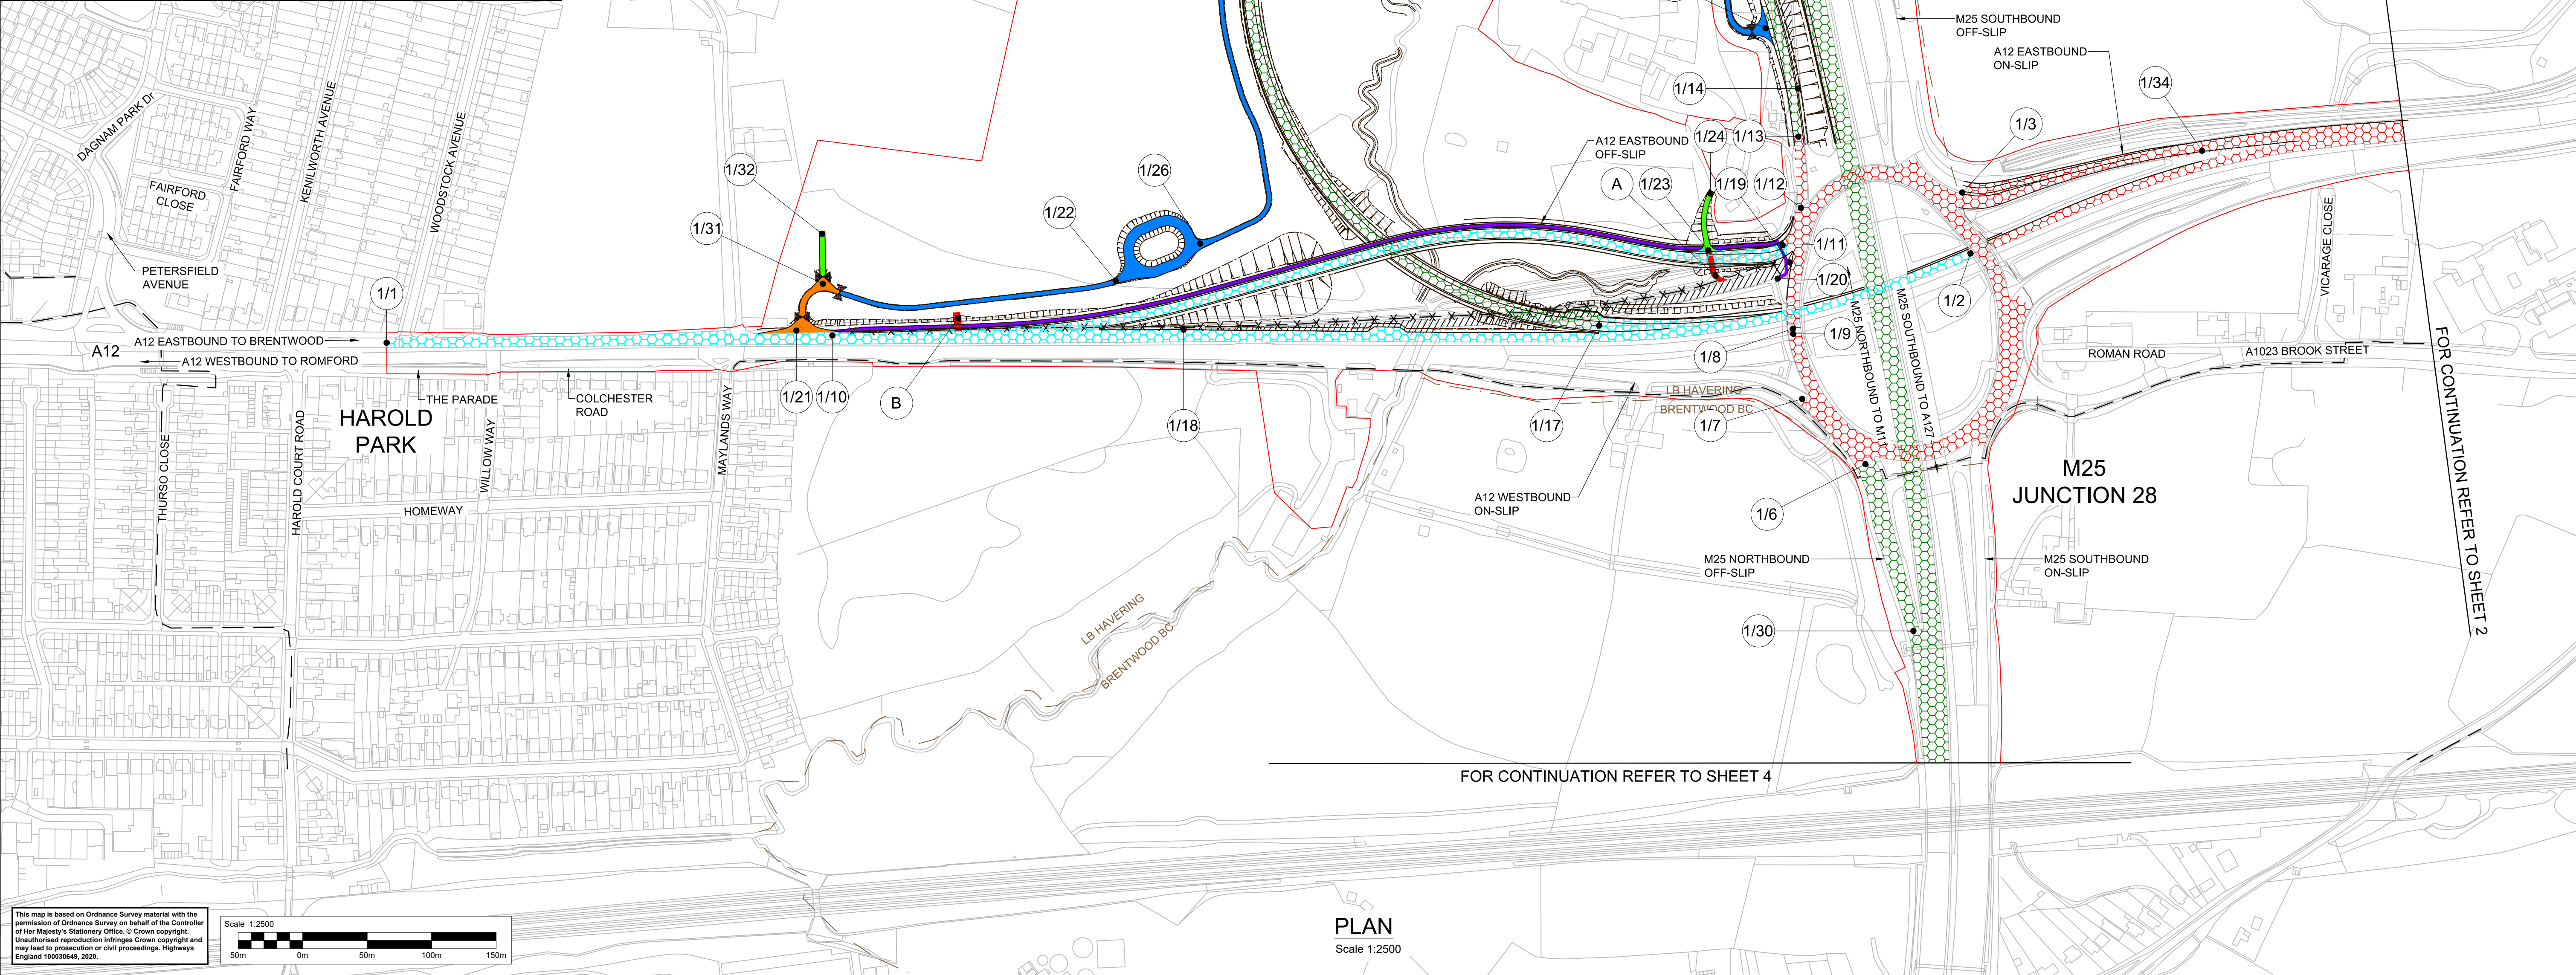 M25 SOUTHBOUND
OFF-SLIP
A12 EASTBOUND
ON-SLIP
1/34
1/14
1/3
DAGNAM PARK Dr
FAIRFORD WAY
KENILWORTH AVENUE
WOODSTOCK AVENUE
A12 EASTBOUND
OFF-SLIP
1/24
1/13
1/32
1/26
A
1/23
1/19
1/12
FAIRFORD
CLOSE
1/22
1/31
1/11
VICARAGE CLOSE
PETERSFIELD
AVENUE
1/20
1/1
1/2
M25 NORTHBOUND TO M11
M25 SOUTHBOUND TO A127
A12 EASTBOUND TO BRENTWOOD
1/9
A12
A12 WESTBOUND TO ROMFORD
1/8
ROMAN ROAD
A1023 BROOK STREET
FOR CONTINUATION REFER TO SHEET 2
THE PARADE
COLCHESTER
ROAD
1/21
1/10
B
LB HAVERING
BRENTWOOD BC
HAROLD
PARK
1/18
1/17
1/7
THURSO CLOSE
HAROLD COURT ROAD
WILLOW WAY
MAYLANDS WAY
M25
JUNCTION 28
A12 WESTBOUND
ON-SLIP
HOMEWAY
1/6
M25 NORTHBOUND
OFF-SLIP
M25 SOUTHBOUND
ON-SLIP
LB HAVERING
BRENTWOOD BC
1/30
FOR CONTINUATION REFER TO SHEET 4
This map is based on Ordnance Survey material with the
permission of Ordnance Survey on behalf of the Controller
of Her Majesty's Stationery Office. © Crown copyright.
Unauthorised reproduction infringes Crown copyright and
may lead to prosecution or civil proceedings. Highways
England 100030649, 2020.
Scale 1:2500
50m 0m 50m 100m 150m
PLAN
Scale 1:2500